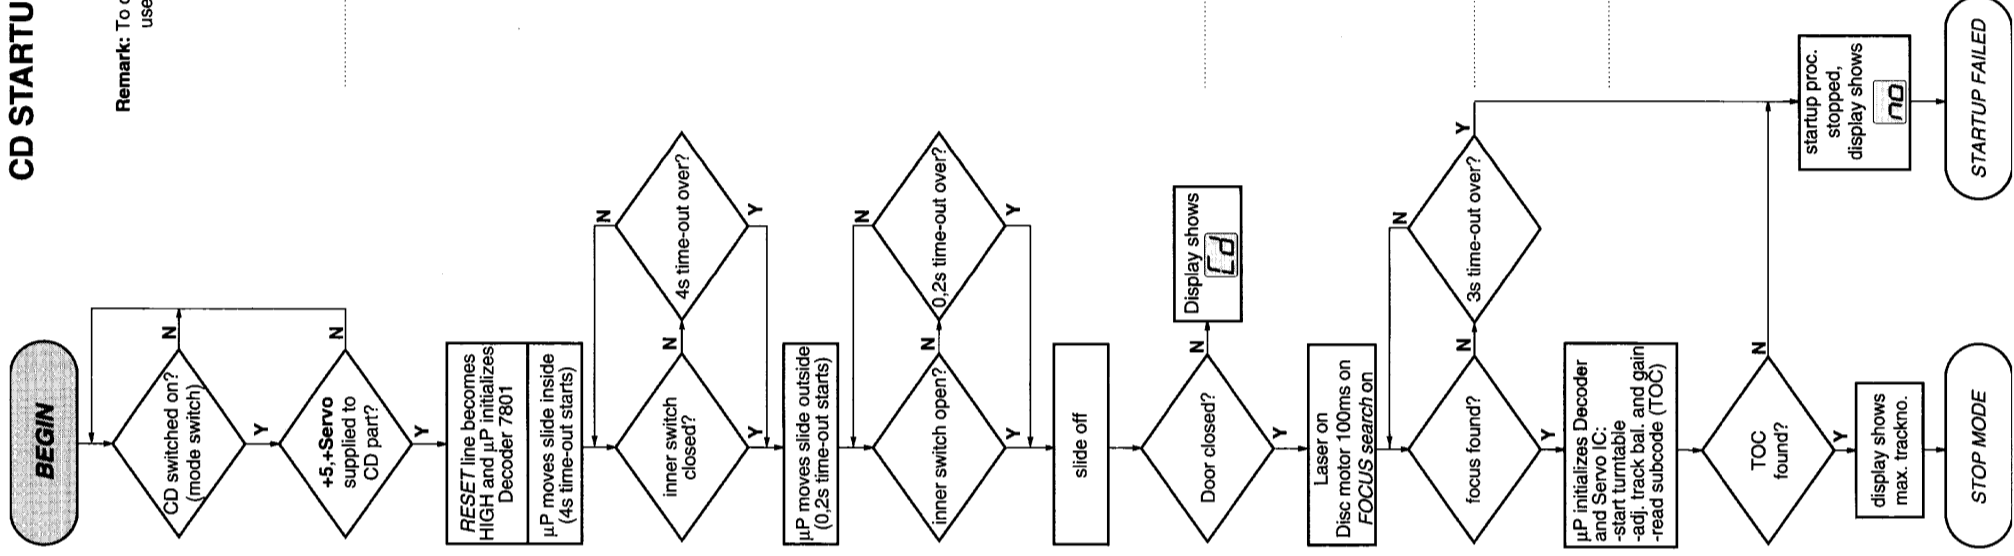 CD STARTU
Remark: To
use
BEGIN
CD switched on?
(mode switch)
N
Y
+5,+Servo
supplied to
CD part?
N
Y
RESET line becomes
HIGH and µP initializes
Decoder 7801
µP moves slide inside
(4s time-out starts)
inner switch
closed?
N
Y
4s time-out over?
N
Y
µP moves slide outside
(0,2s time-out starts)
inner switch open?
N
Y
0,2s time-out over?
N
Y
slide off
Door closed?
N
Y
Display shows
Cd
Laser on
Disc motor 100ms on
FOCUS search on
focus found?
N
Y
3s time-out over?
N
Y
µP initializes Decoder
and Servo IC:
-start turntable
-adj. track bal. and gain
-read subcode (TOC)
TOC
found?
N
Y
display shows
max. trackno.
STOP MODE
startup proc.
stopped,
display shows
no
STARTUP FAILED